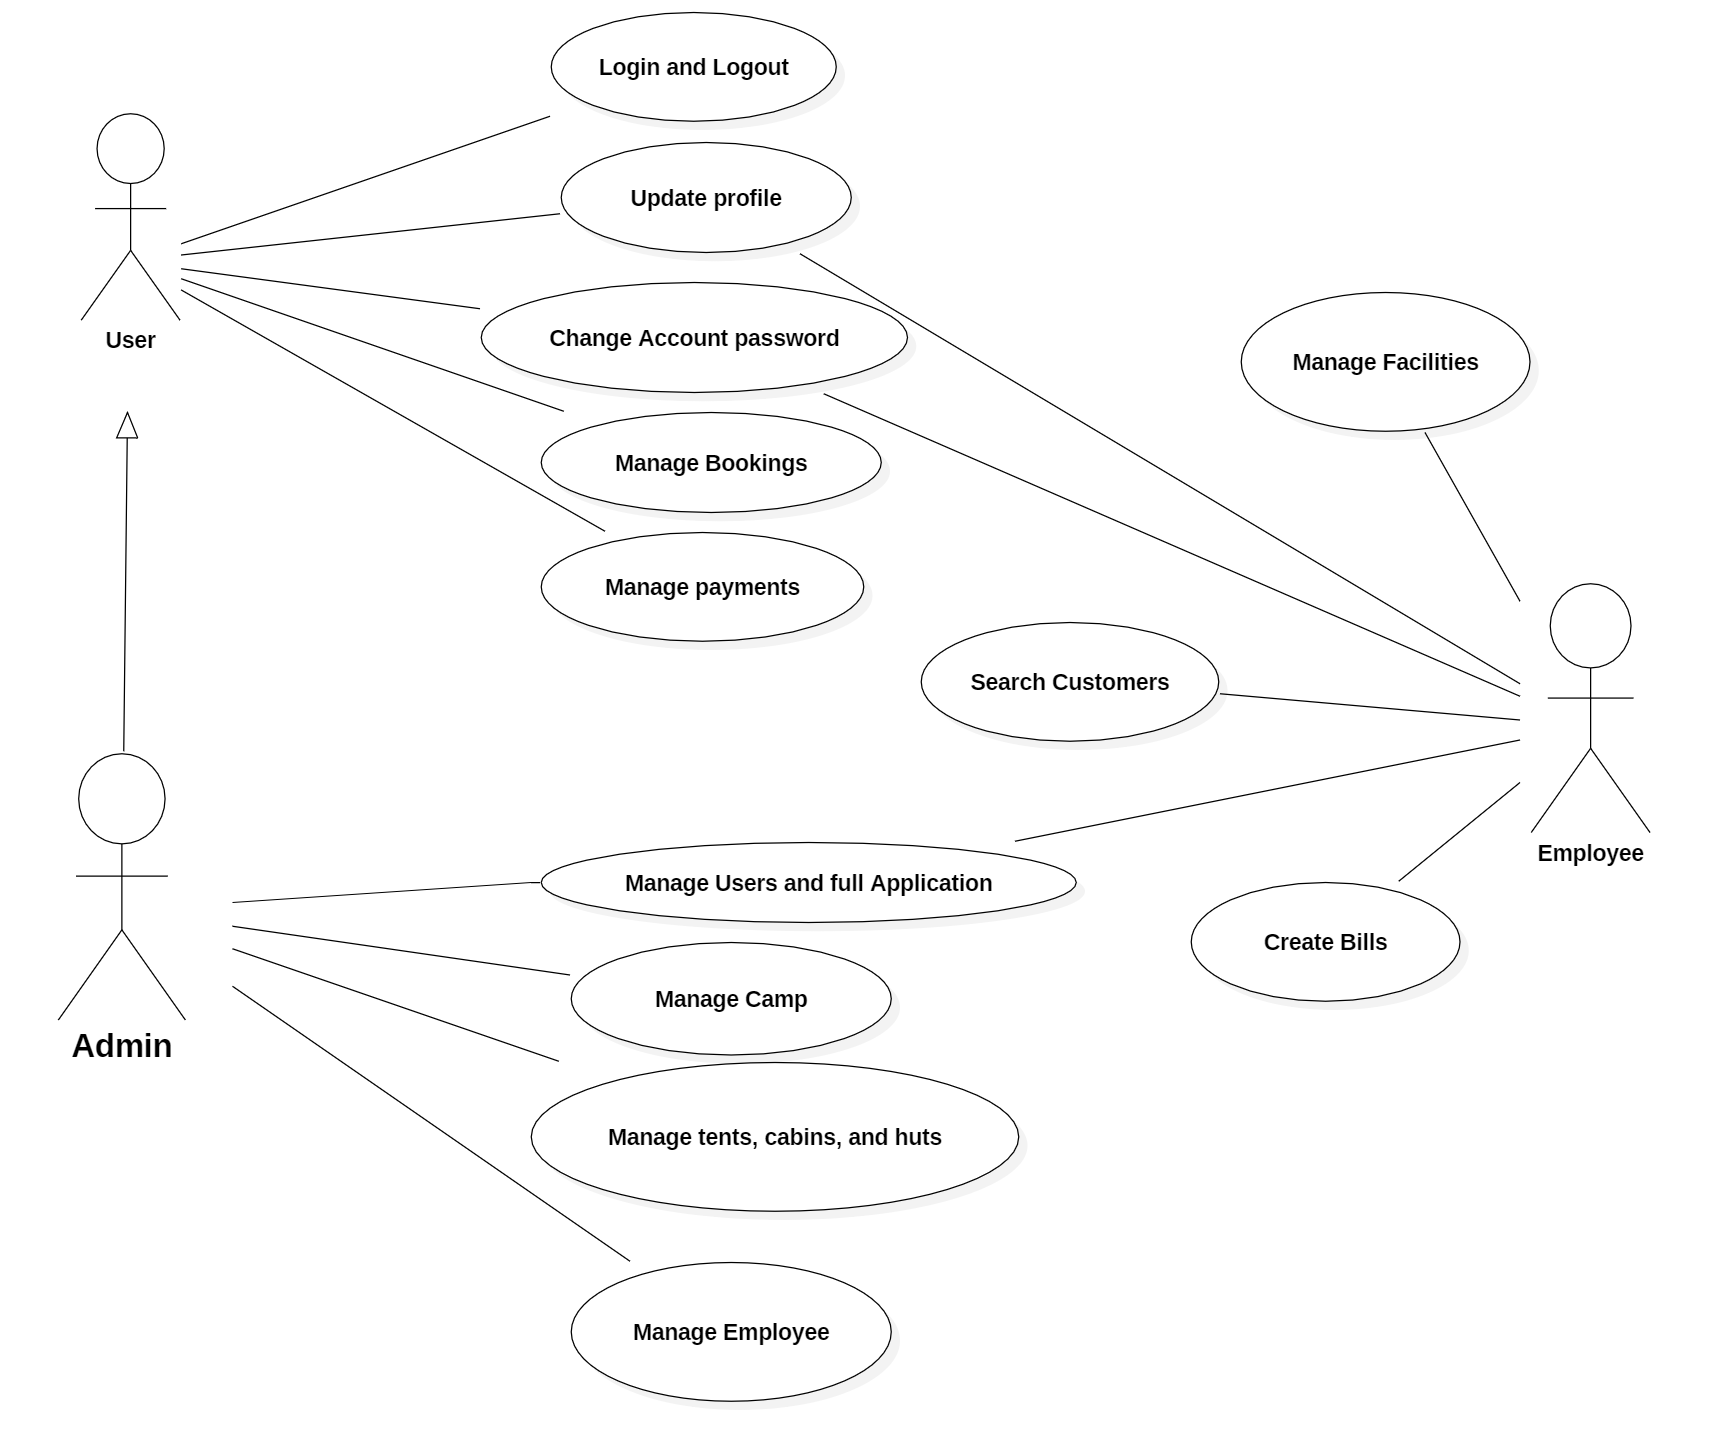 Login and Logout
Update profile
User
Change Account password
Manage Facilities
Manage Bookings
Manage payments
Search Customers
Employee
Manage Users and full Application
Create Bills
Manage Camp
Admin
Manage tents, cabins, and huts
Manage Employee